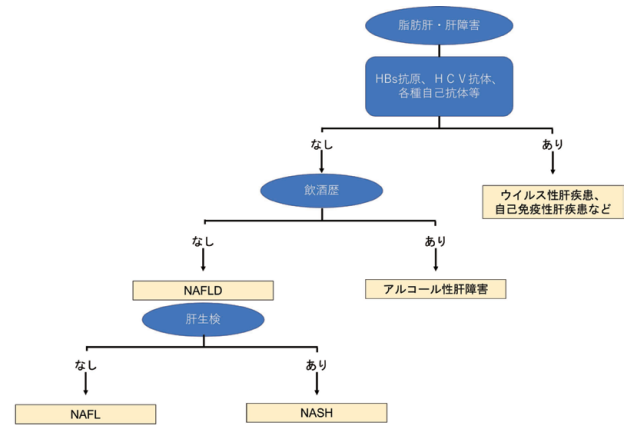 脂肪肝・肝障害
HBs抗原、HCV抗体、
各種自己抗体等
なし
あり
飲酒歴
ウイルス性肝疾患、
自己免疫性肝疾患など
なし
あり
NAFLD
アルコール性肝障害
肝生検
なし
あり
NAFL
NASH